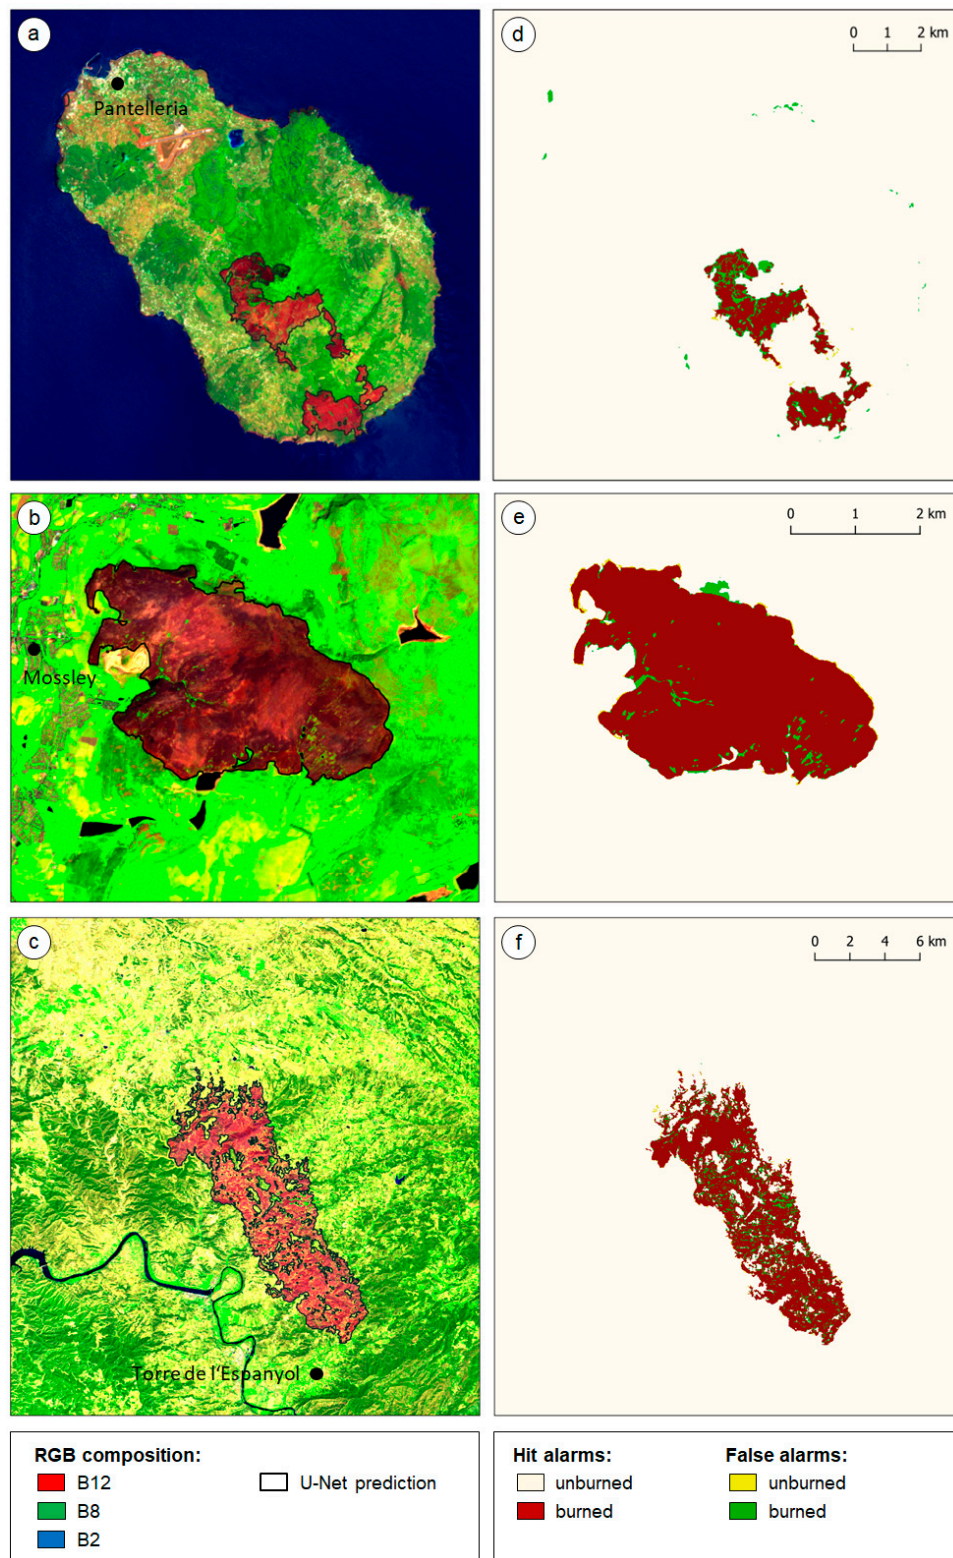 a
Pantelleria
d
0 1 2 km
b
Mossley
e
0 1 2 km
c
Torre de l'Espanyol
f
0 2 4 6 km
RGB composition:
B12
B8
B2
U-Net prediction
Hit alarms:
unburned
burned
False alarms:
unburned
burned